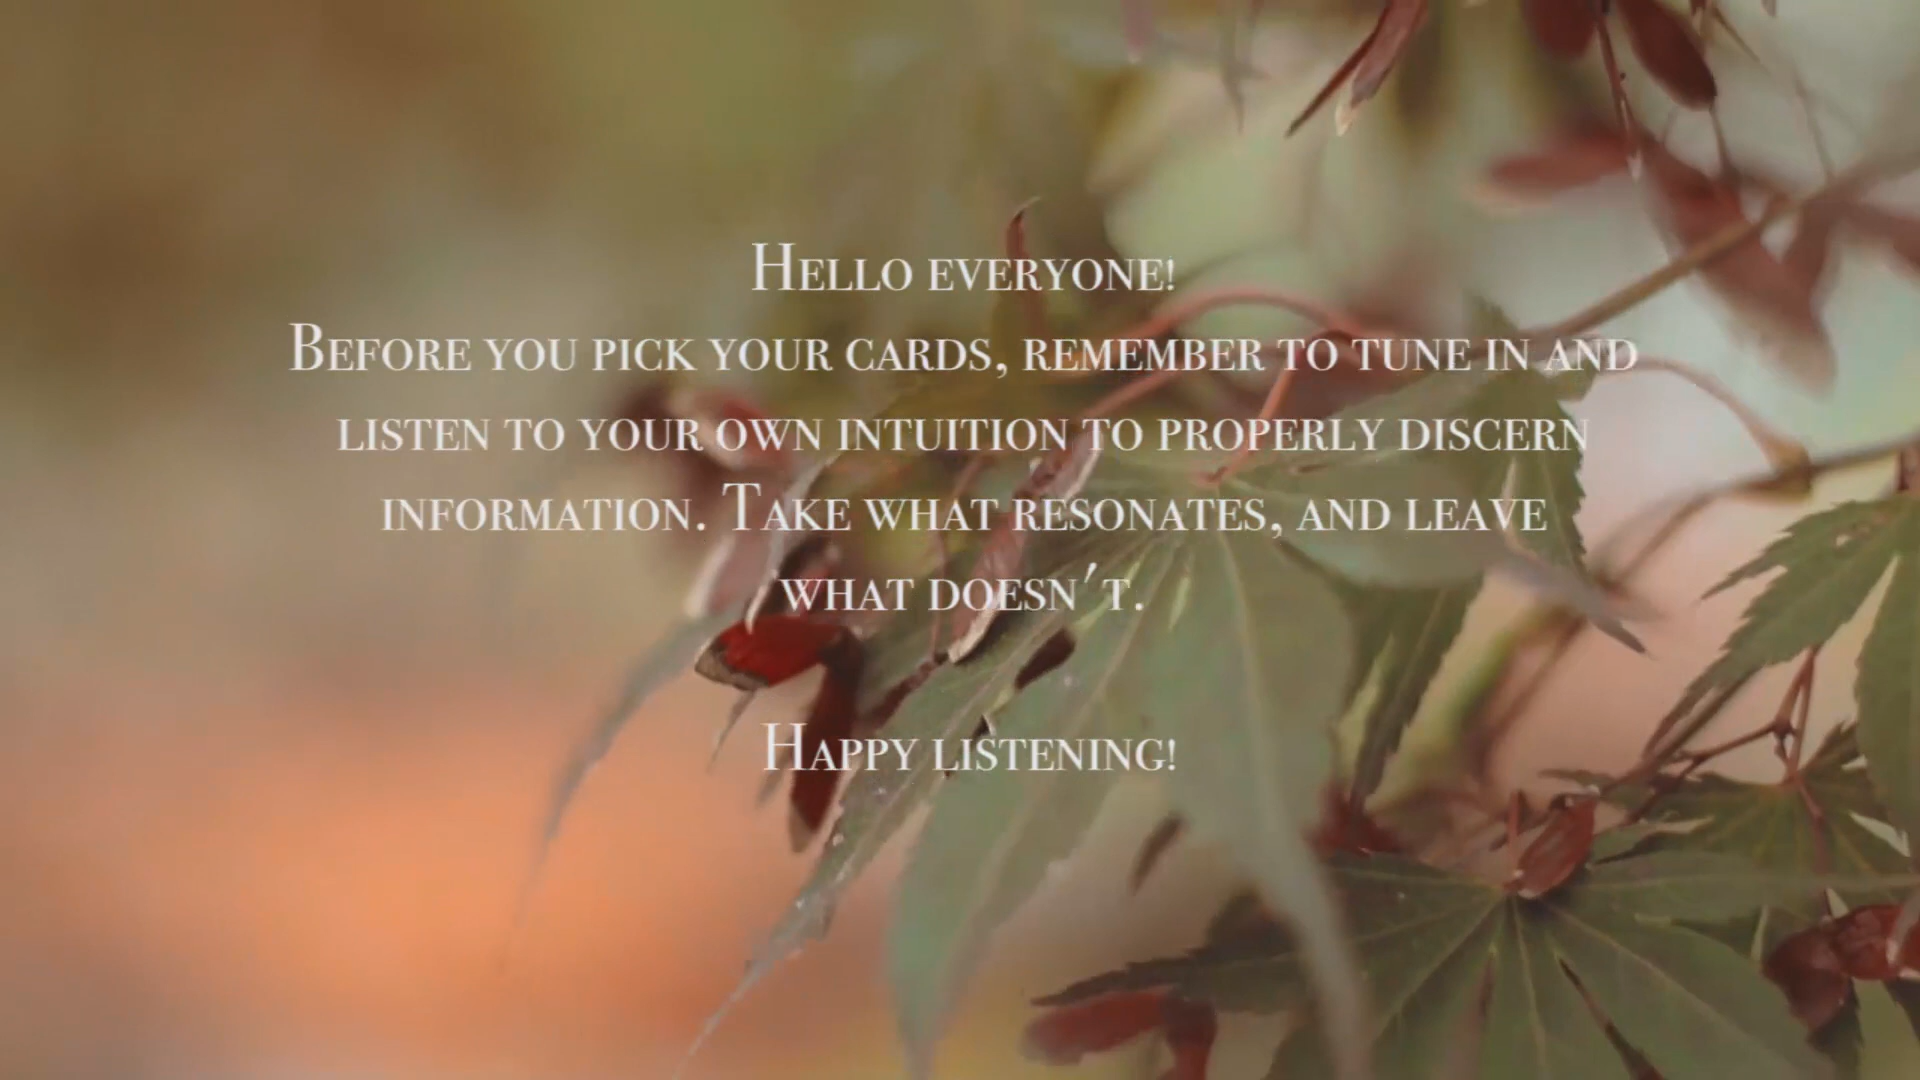 Hello everyone!
Before you pick your cards, remember to tune in and
listen to your own intuition to properly discern
information. Take what resonates, and leave
what doesn't.
Happy listening!